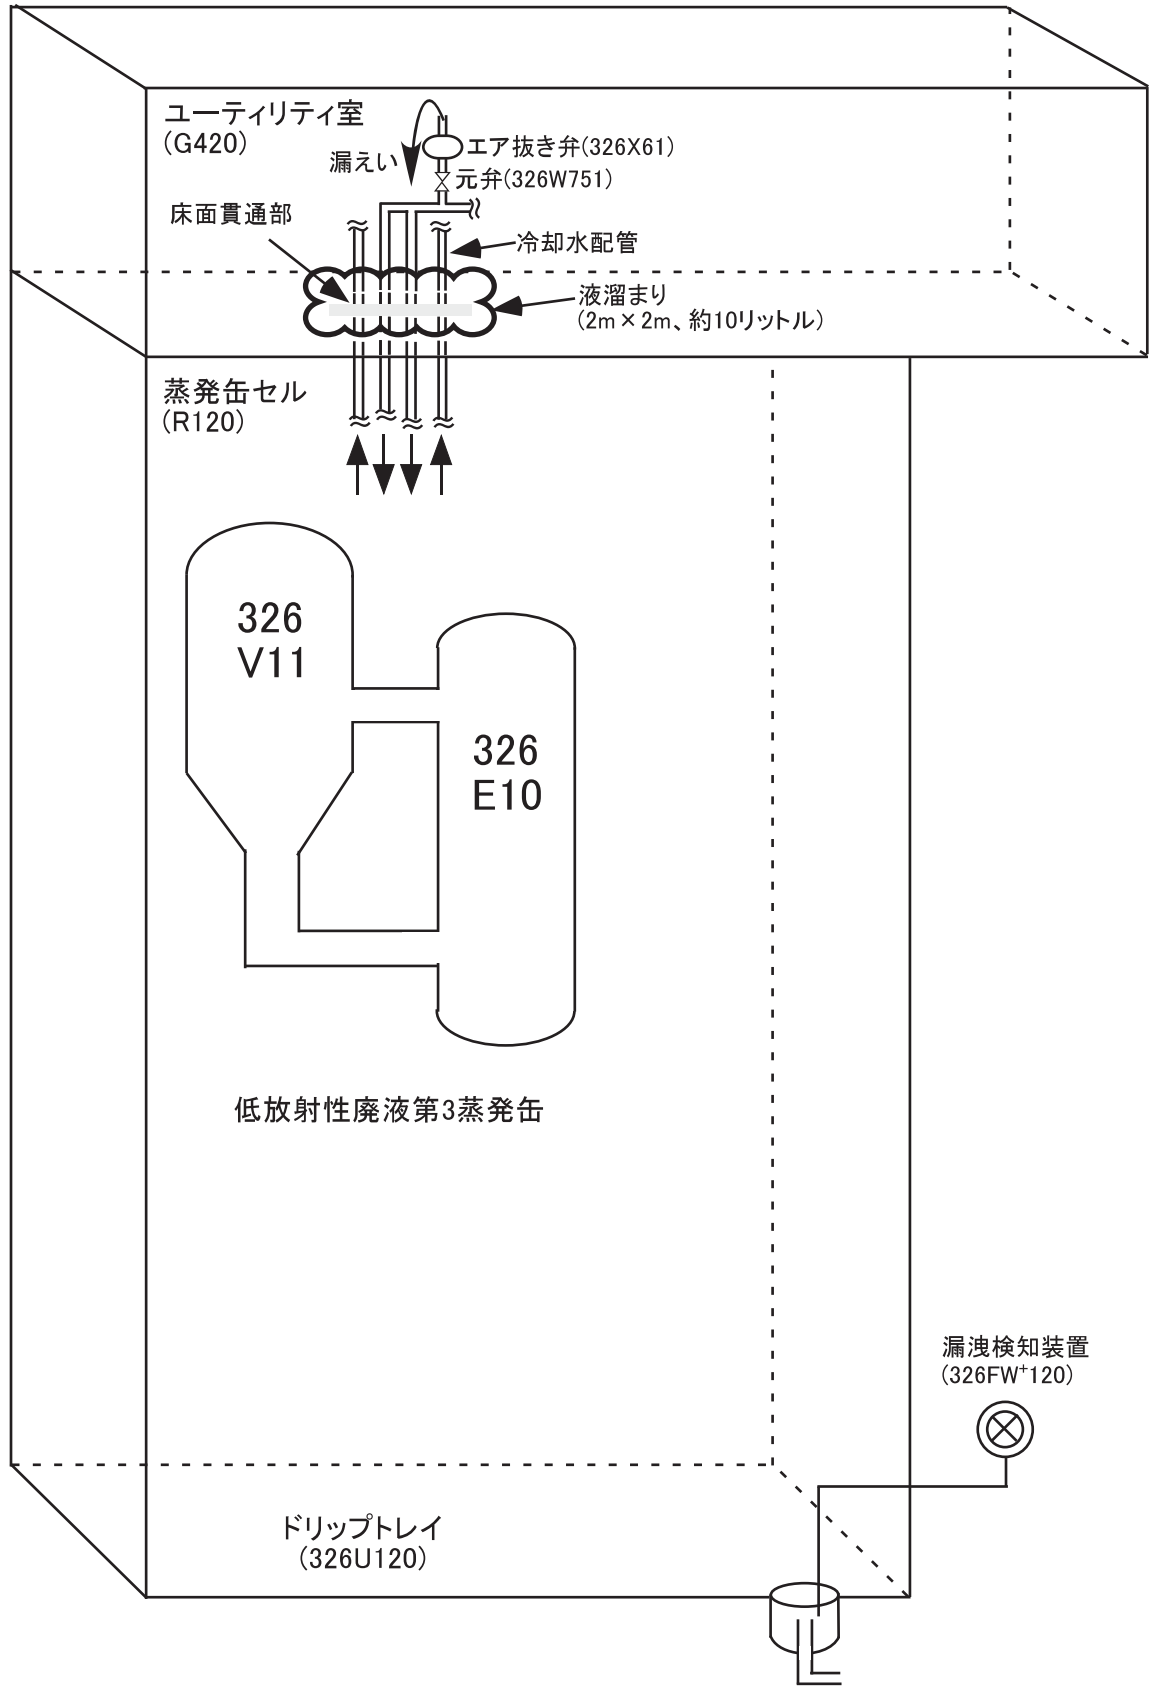 ユーティリティ室
(G420)
漏えい
エア抜き弁(326X61)
元弁(326W751)
床面貫通部
冷却水配管
液溜まり
(2m×2m、約10リットル)
蒸発缶セル
(R120)
326
V11
326
E10
低放射性廃液第3蒸発缶
漏洩検知装置
(326FW+120)
ドリップトレイ
(326U120)